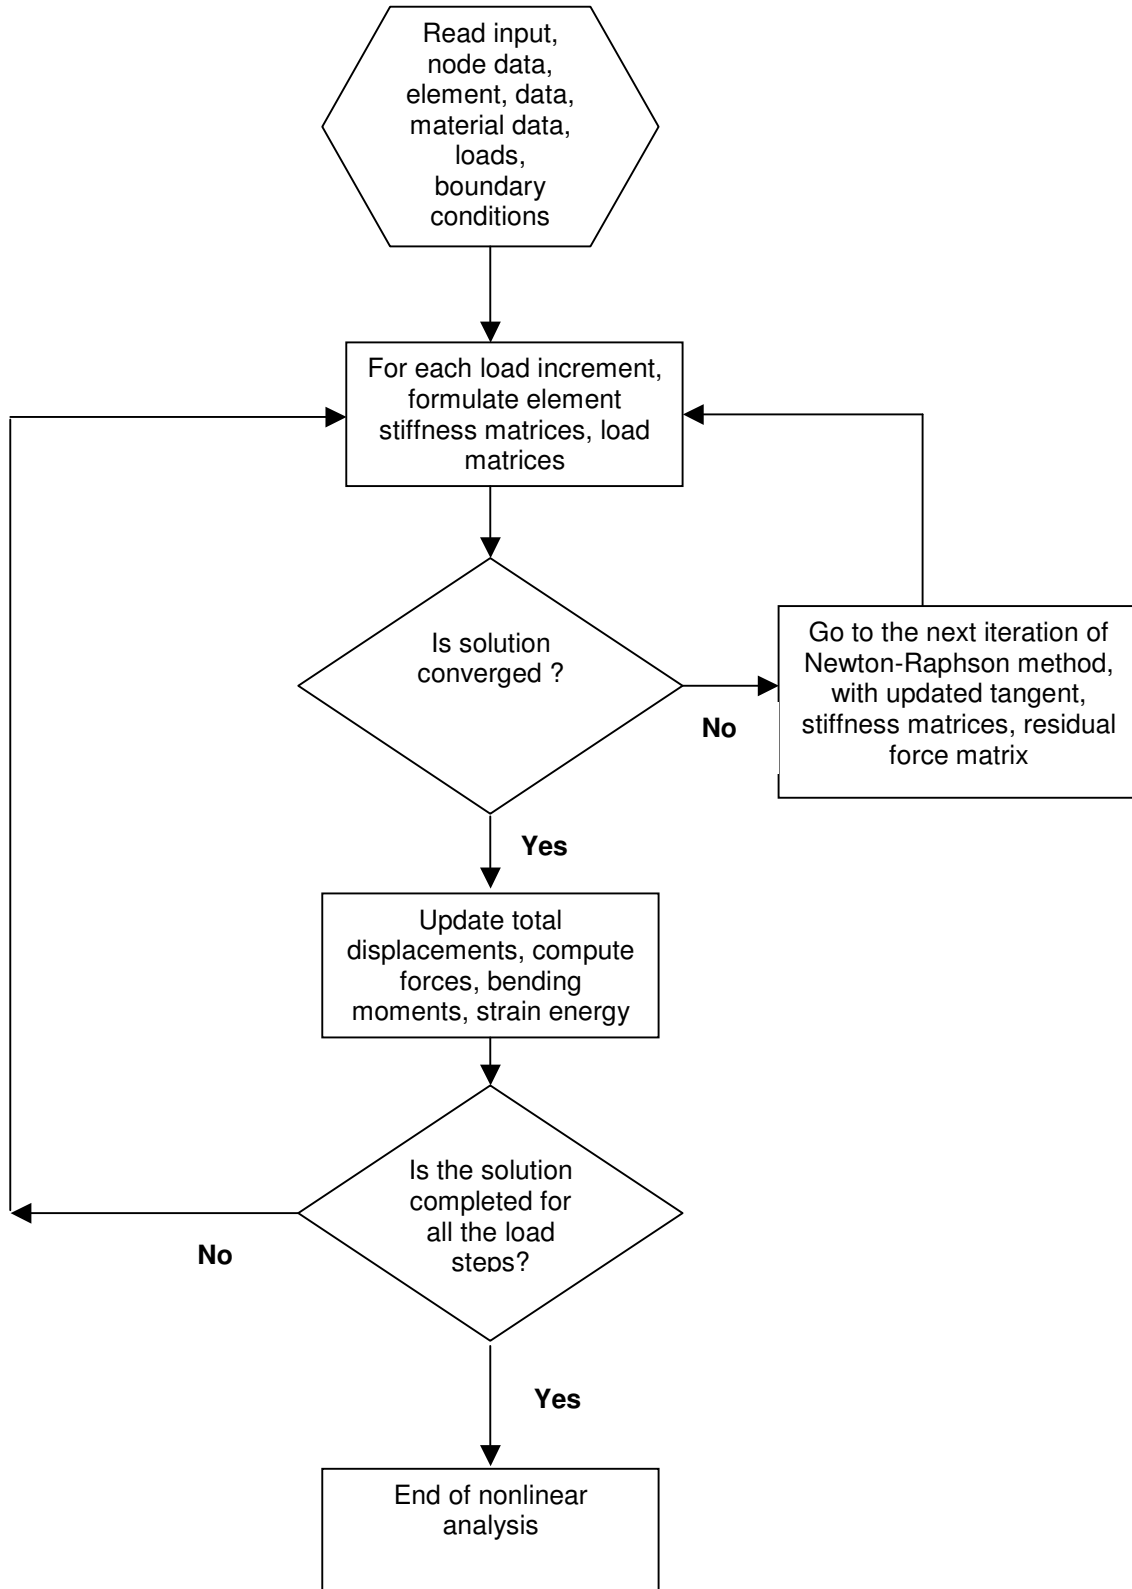 Read input,
node data,
element, data,
material data,
loads,
boundary
conditions
For each load increment,
formulate element
stiffness matrices, load
matrices
Is solution
converged ?
No
Go to the next iteration of
Newton-Raphson method,
with updated tangent,
stiffness matrices, residual
force matrix
Yes
Update total
displacements, compute
forces, bending
moments, strain energy
Is the solution
completed for
all the load
steps?
No
Yes
End of nonlinear
analysis